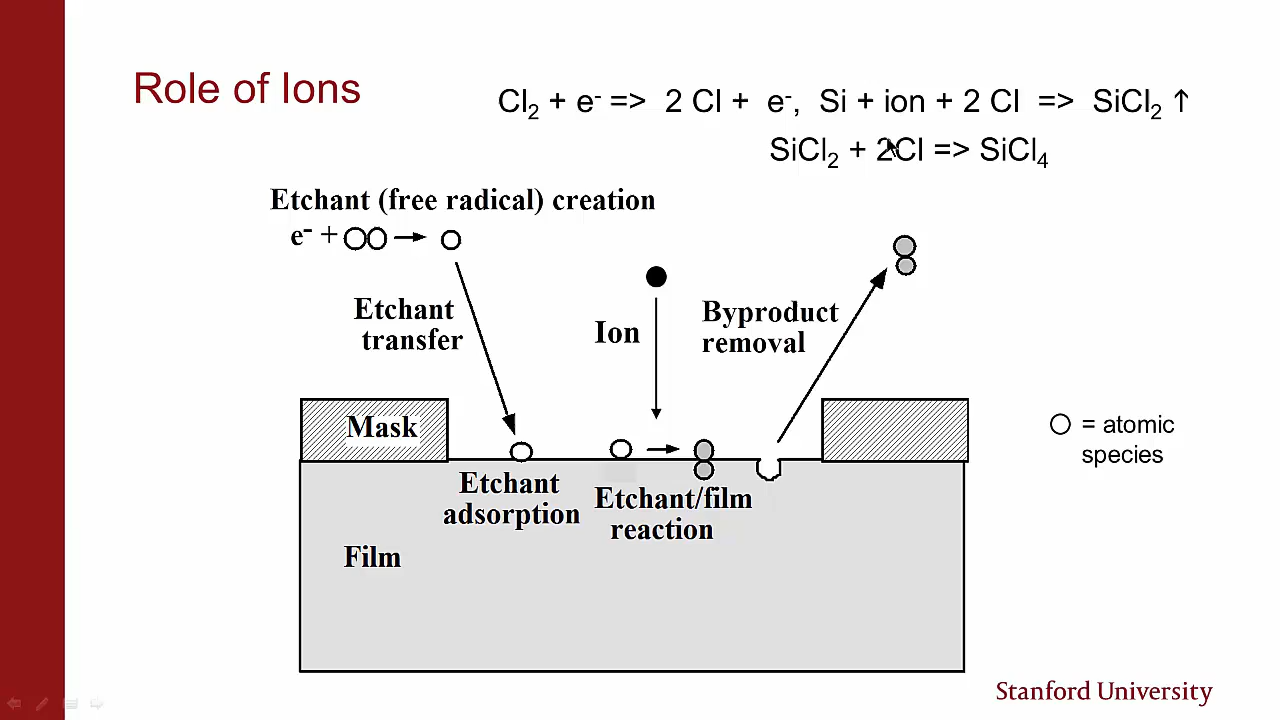 Role of Ions
Cl₂ + e⁻ => 2 Cl + e⁻, Si + ion + 2 Cl => SiCl₂ ↑
SiCl₂ + 2Cl => SiCl₄
Etchant (free radical) creation
e⁻ +
Etchant
transfer
Ion
Byproduct
removal
Mask
= atomic
species
Etchant
adsorption
Etchant/film
reaction
Film
Stanford University